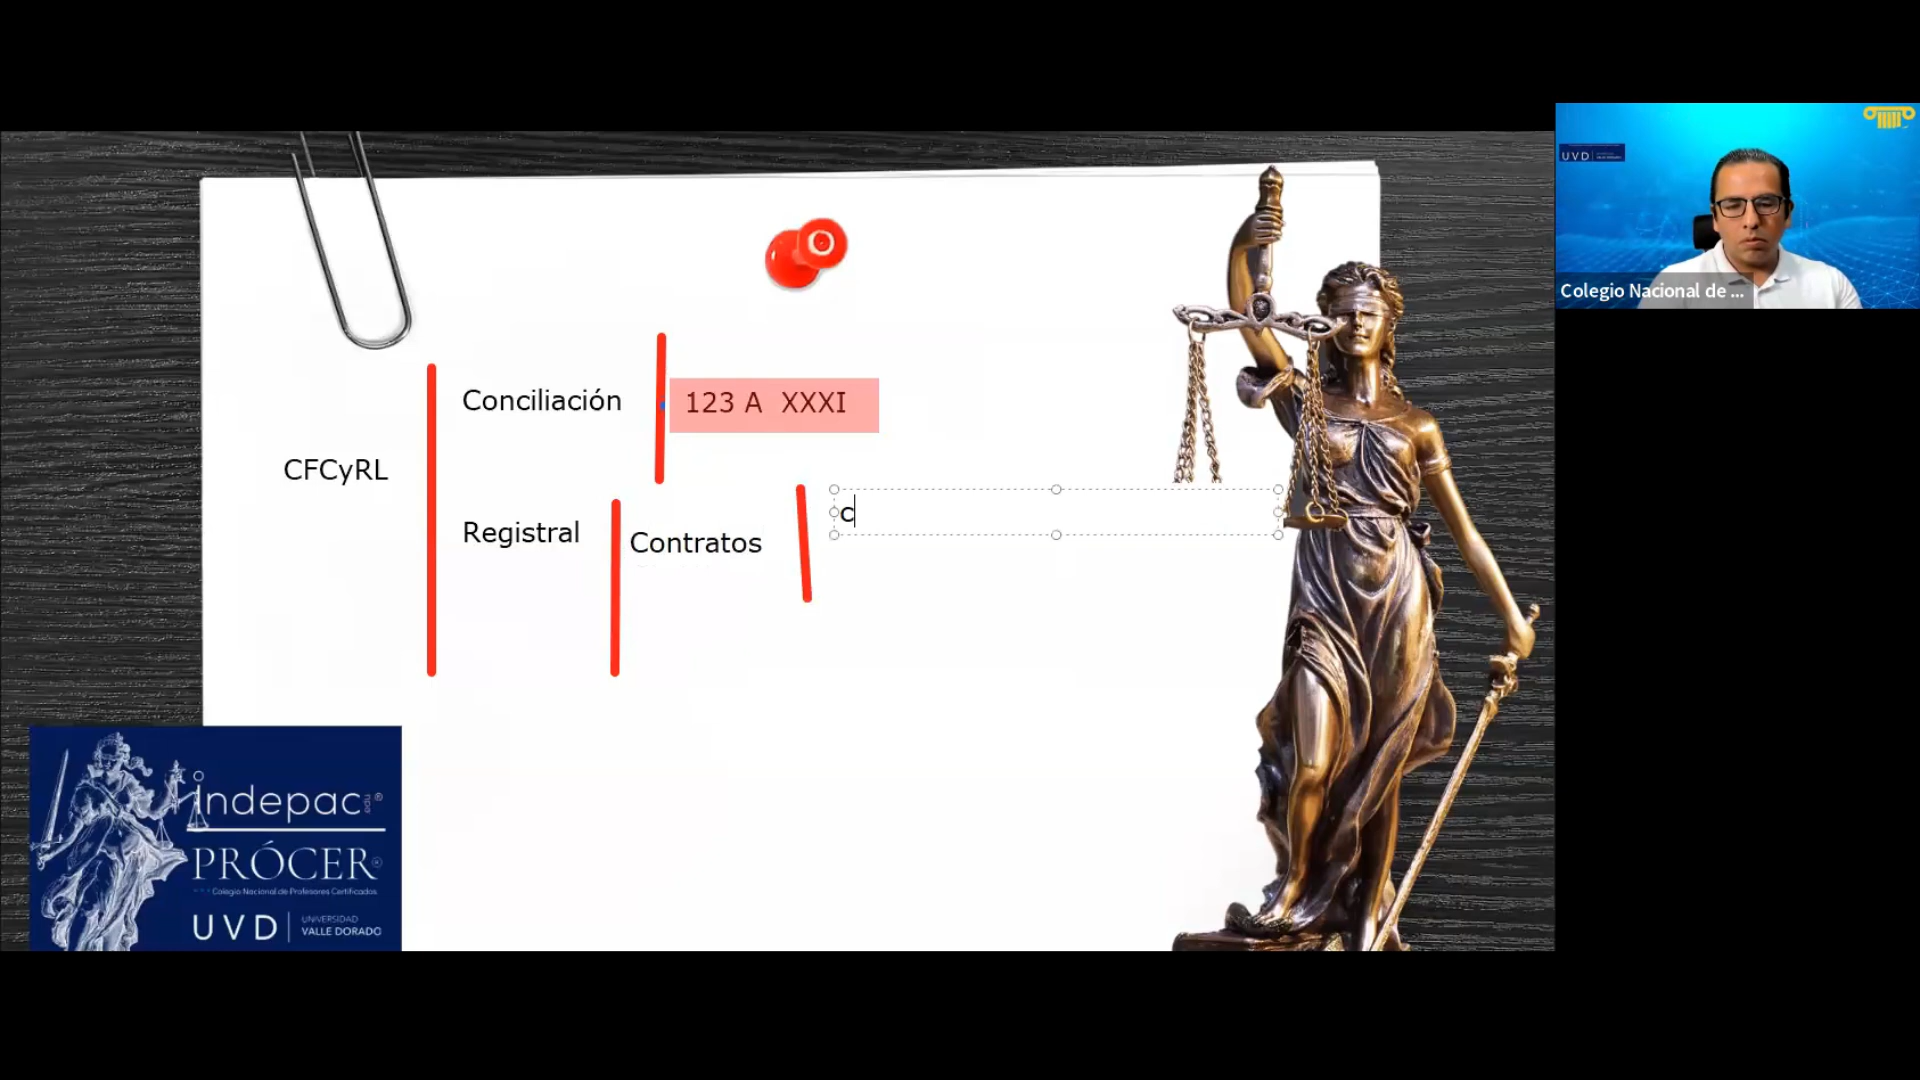 Conciliación
123 A XXXI
CFCyRL
c
Registral
Contratos
indepac
PRÓCER
Colegio Nacional de Profesores Certificados
UVD
UNIVERSIDAD
VALLE DORADO
UVD
Colegio Nacional de ...